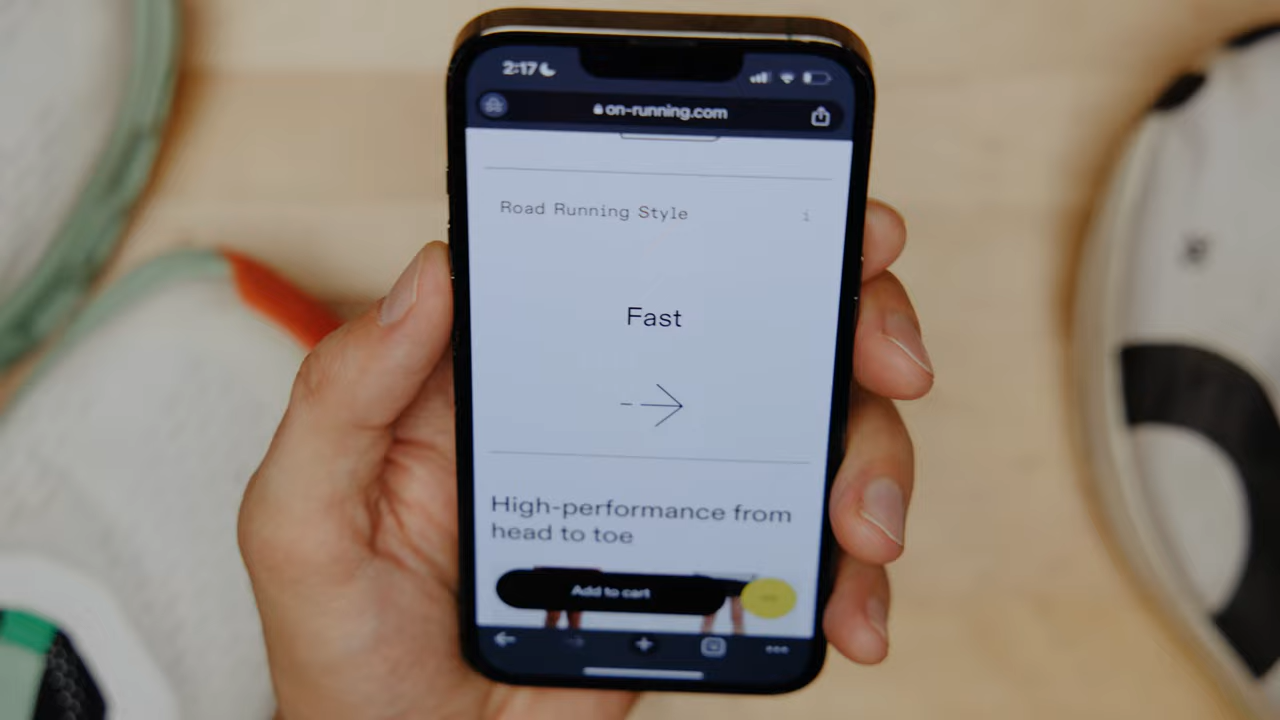 2:17
on-running.com
Road Running Style
i
Fast
High-performance from
head to toe
Add to cart